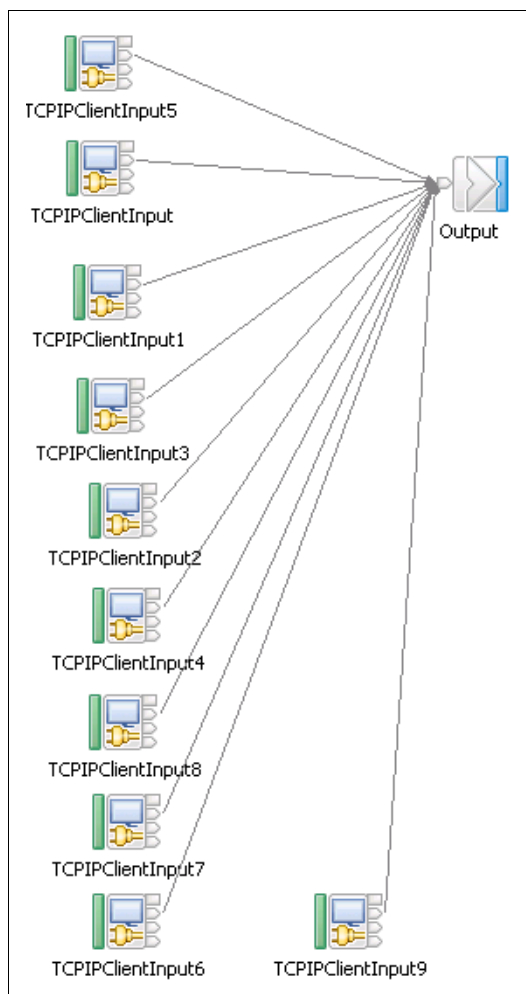 TCPIPClientInput5
TCPIPClientInput
Output
TCPIPClientInput1
TCPIPClientInput3
TCPIPClientInput2
TCPIPClientInput4
TCPIPClientInput8
TCPIPClientInput7
TCPIPClientInput6
TCPIPClientInput9